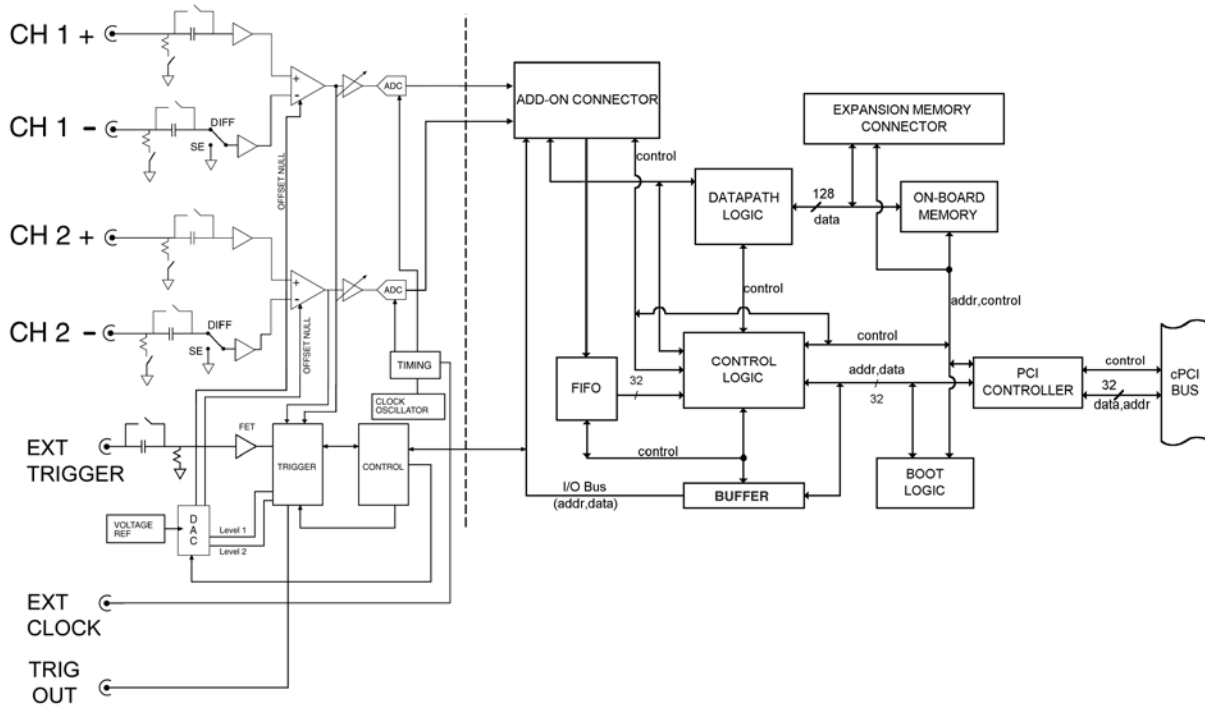 CH 1 +
CH 1 -
CH 2 +
CH 2 -
EXT
TRIGGER
EXT
CLOCK
TRIG
OUT
DIFF
SE
DIFF
SE
+
-
+
-
OFFSET NULL
OFFSET NULL
ADC
ADC
TIMING
CLOCK
OSCILLATOR
FET
TRIGGER
CONTROL
VOLTAGE
REF
D
A
C
Level 1
Level 2
ADD-ON CONNECTOR
EXPANSION MEMORY
CONNECTOR
control
DATAPATH
LOGIC
128
data
ON-BOARD
MEMORY
control
addr,control
FIFO
32
CONTROL
LOGIC
control
addr,data
32
PCI
CONTROLLER
control
32
data,addr
cPCI
BUS
control
I/O Bus
(addr,data)
BUFFER
BOOT
LOGIC